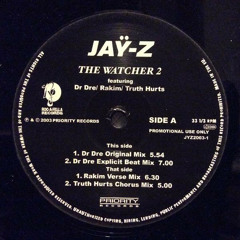 JAŸ-Z
THE WATCHER 2
featuring
Dr Dre/ Rakim/ Truth Hurts
ROC-A-FELLA
RECORDS
SIDE A
33 1/3 RPM
PROMOTIONAL USE ONLY
JYZ2003-1
℗ & © 2003 PRIORITY RECORDS
This side
1. Dr Dre Original Mix 5.54
2. Dr Dre Explicit Beat Mix 7.00
That side
1. Rakim Verse Mix 6.30
2. Truth Hurts Chorus Mix 5.00
PRIORITY
RECORDS